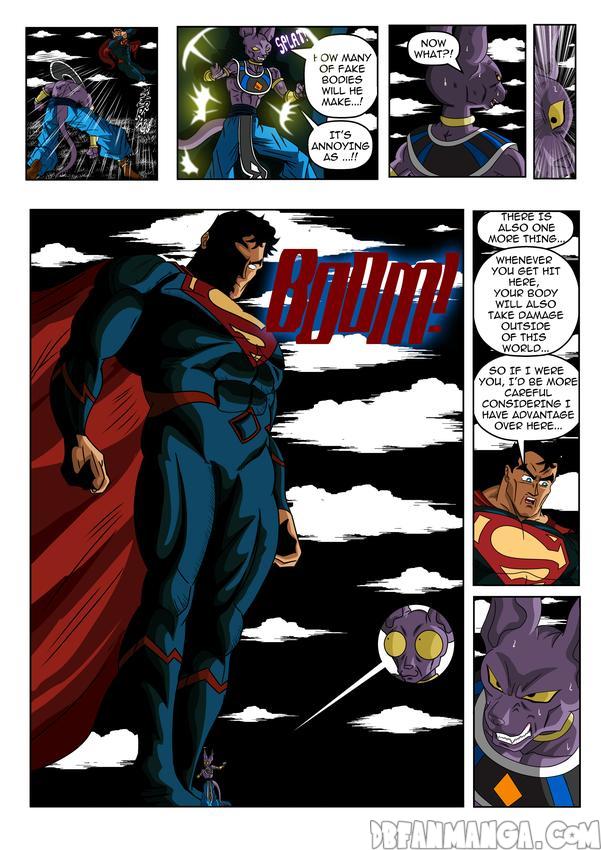 SPLAT!
HOW MANY
OF FAKE
BODIES
WILL HE
MAKE...!
IT'S
ANNOYING
AS ...!!
NOW
WHAT?!
BOOM!
THERE IS
ALSO ONE
MORE THING...
WHENEVER
YOU GET HIT
HERE,
YOUR BODY
WILL ALSO
TAKE DAMAGE
OUTSIDE
OF THIS
WORLD...
SO IF I WERE
YOU, I'D BE MORE
CAREFUL
CONSIDERING I
HAVE ADVANTAGE
OVER HERE...
DBFANMANGA.COM